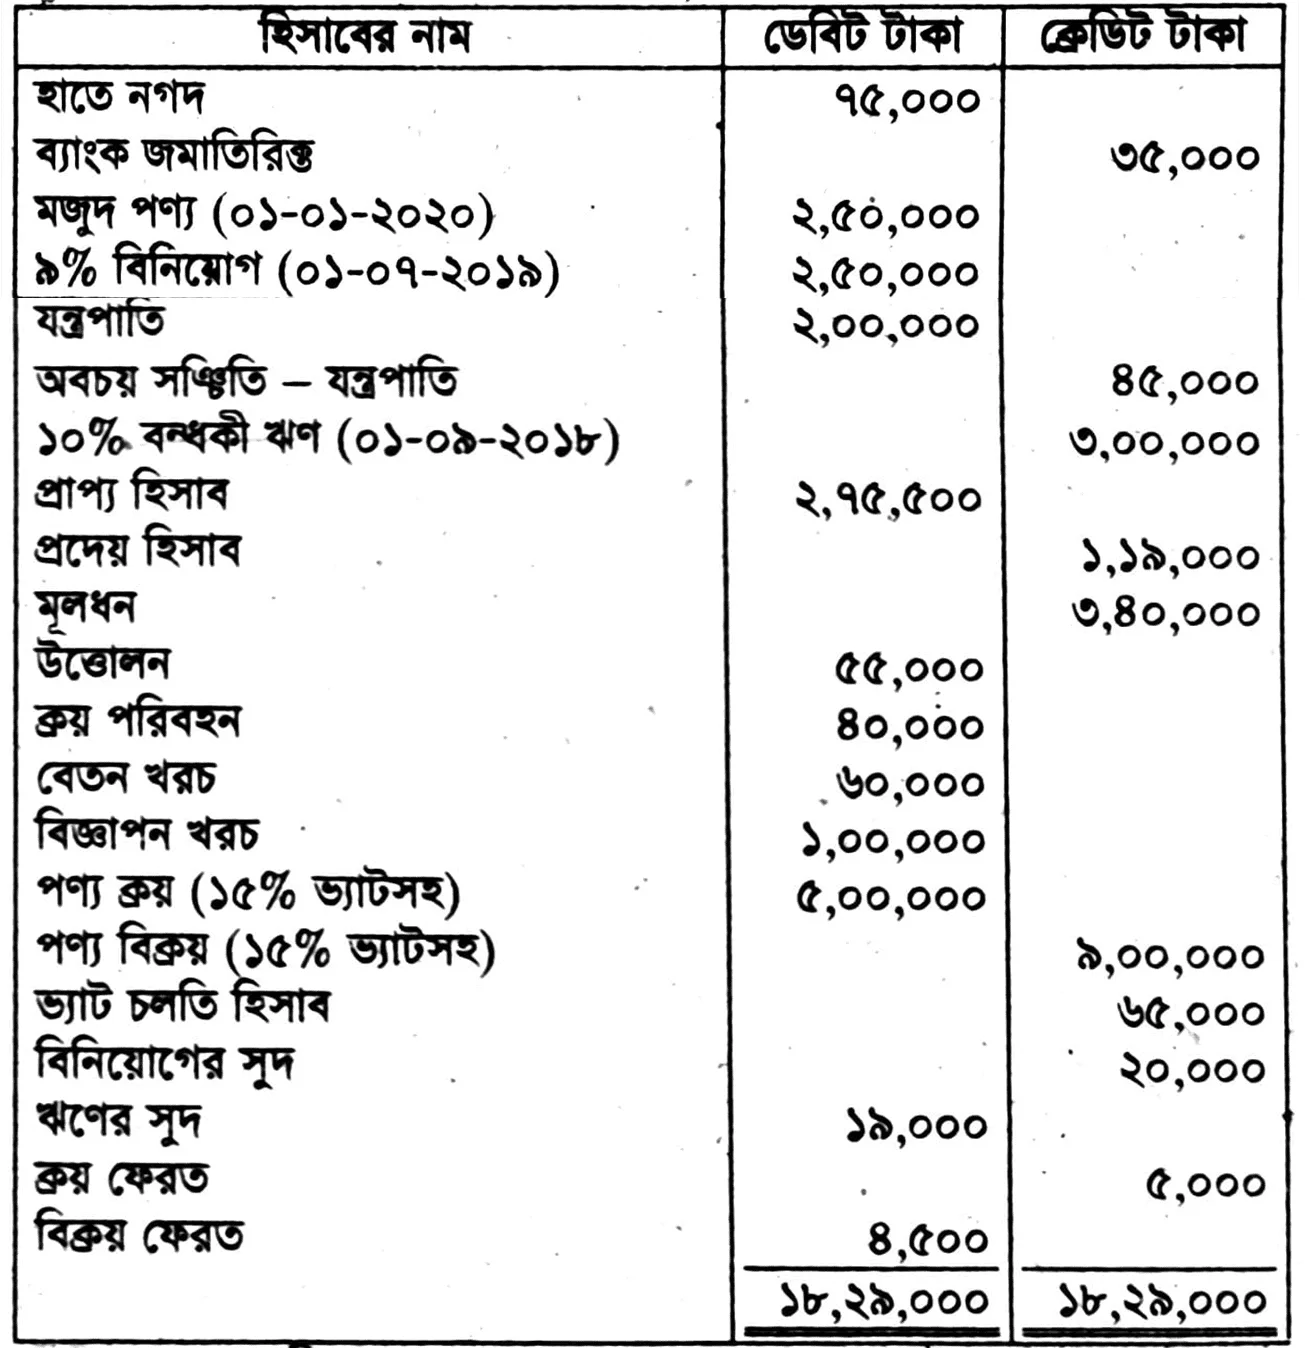 হিসাবের নাম ডেবিট টাকা ক্রেডিট টাকা
হাতে নগদ ৭৫,০০০
ব্যাংক জমাতিরিক্ত ৩৫,০০০
মজুদ পণ্য (০১-০১-২০২০) ২,৫০,০০০
৯% বিনিয়োগ (০১-০৭-২০১৯) ২,৫০,০০০
যন্ত্রপাতি ২,০০,০০০
অবচয় সঞ্চিতি – যন্ত্রপাতি ৪৫,০০০
১০% বন্ধকী ঋণ (০১-০৯-২০১৮) ৩,০০,০০০
প্রাপ্য হিসাব ২,৭৫,৫০০
প্রদেয় হিসাব ১,১৯,০০০
মূলধন ৩,৪০,০০০
উত্তোলন ৫৫,০০০
ক্রয় পরিবহন ৪০,০০০
বেতন খরচ ৬০,০০০
বিজ্ঞাপন খরচ ১,০০,০০০
পণ্য ক্রয় (১৫% ভ্যাটসহ) ৫,০০,০০০
পণ্য বিক্রয় (১৫% ভ্যাটসহ) ৯,০০,০০০
ভ্যাট চলতি হিসাব ৬৫,০০০
বিনিয়োগের সুদ ২০,০০০
ঋণের সুদ ১৯,০০০
ক্রয় ফেরত ৫,০০০
বিক্রয় ফেরত ৪,৫০০
১৮,২৯,০০০ ১৮,২৯,০০০